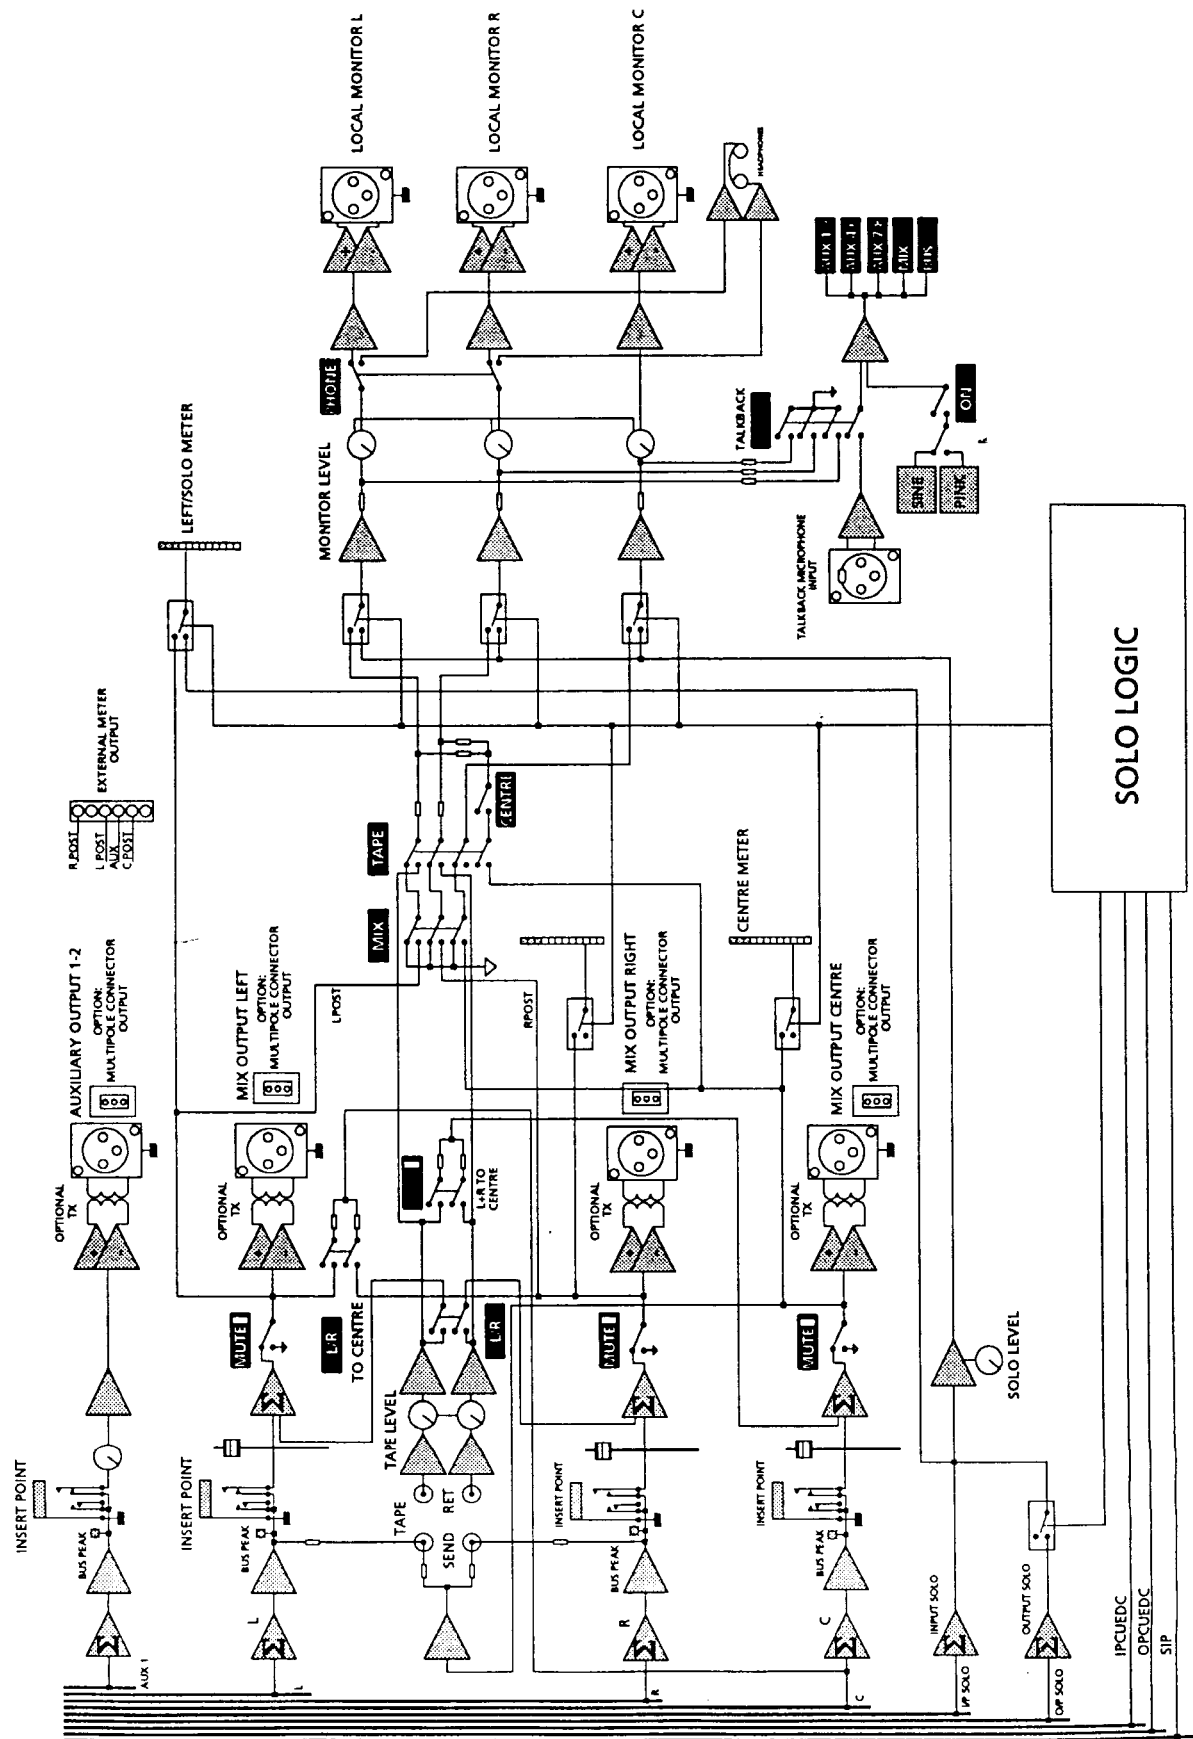 LOCAL MONITOR L
LOCAL MONITOR R
LOCAL MONITOR C
HEADPHONES
PHONE
AUX 1
MIX
BUS
LEFT/SOLO METER
MONITOR LEVEL
TALKBACK
ON
SINE
PINK
TALKBACK MICROPHONE
INPUT
EXTERNAL METER
OUTPUT
R POST
L POST
AUX
C POST
TAPE
CENTRE
MIX
CENTRE METER
SOLO LOGIC
AUXILIARY OUTPUT 1-2
OPTION:
MULTIPOLE CONNECTOR
OUTPUT
MIX OUTPUT LEFT
OPTION:
MULTIPOLE CONNECTOR
OUTPUT
LPOST
RPOST
MIX OUTPUT RIGHT
OPTION:
MULTIPOLE CONNECTOR
OUTPUT
MIX OUTPUT CENTRE
OPTION:
MULTIPOLE CONNECTOR
OUTPUT
OPTIONAL
TX
OPTIONAL
TX
L+R TO
CENTRE
OPTIONAL
TX
OPTIONAL
TX
MUTE
L/R
TO CENTRE
L/R
MUTE
MUTE
SOLO LEVEL
TAPE LEVEL
INSERT POINT
INSERT POINT
INSERT POINT
INSERT POINT
TAPE
RET
SEND
BUS PEAK
BUS PEAK
BUS PEAK
BUS PEAK
Σ
Σ
Σ
L
R
C
INPUT SOLO
OUTPUT SOLO
IPCUEDC
OPCUEDC
SIP
Σ
Σ
Σ
Σ
Σ
Σ
AUX 1
L
R
C
I/P SOLO
O/P SOLO